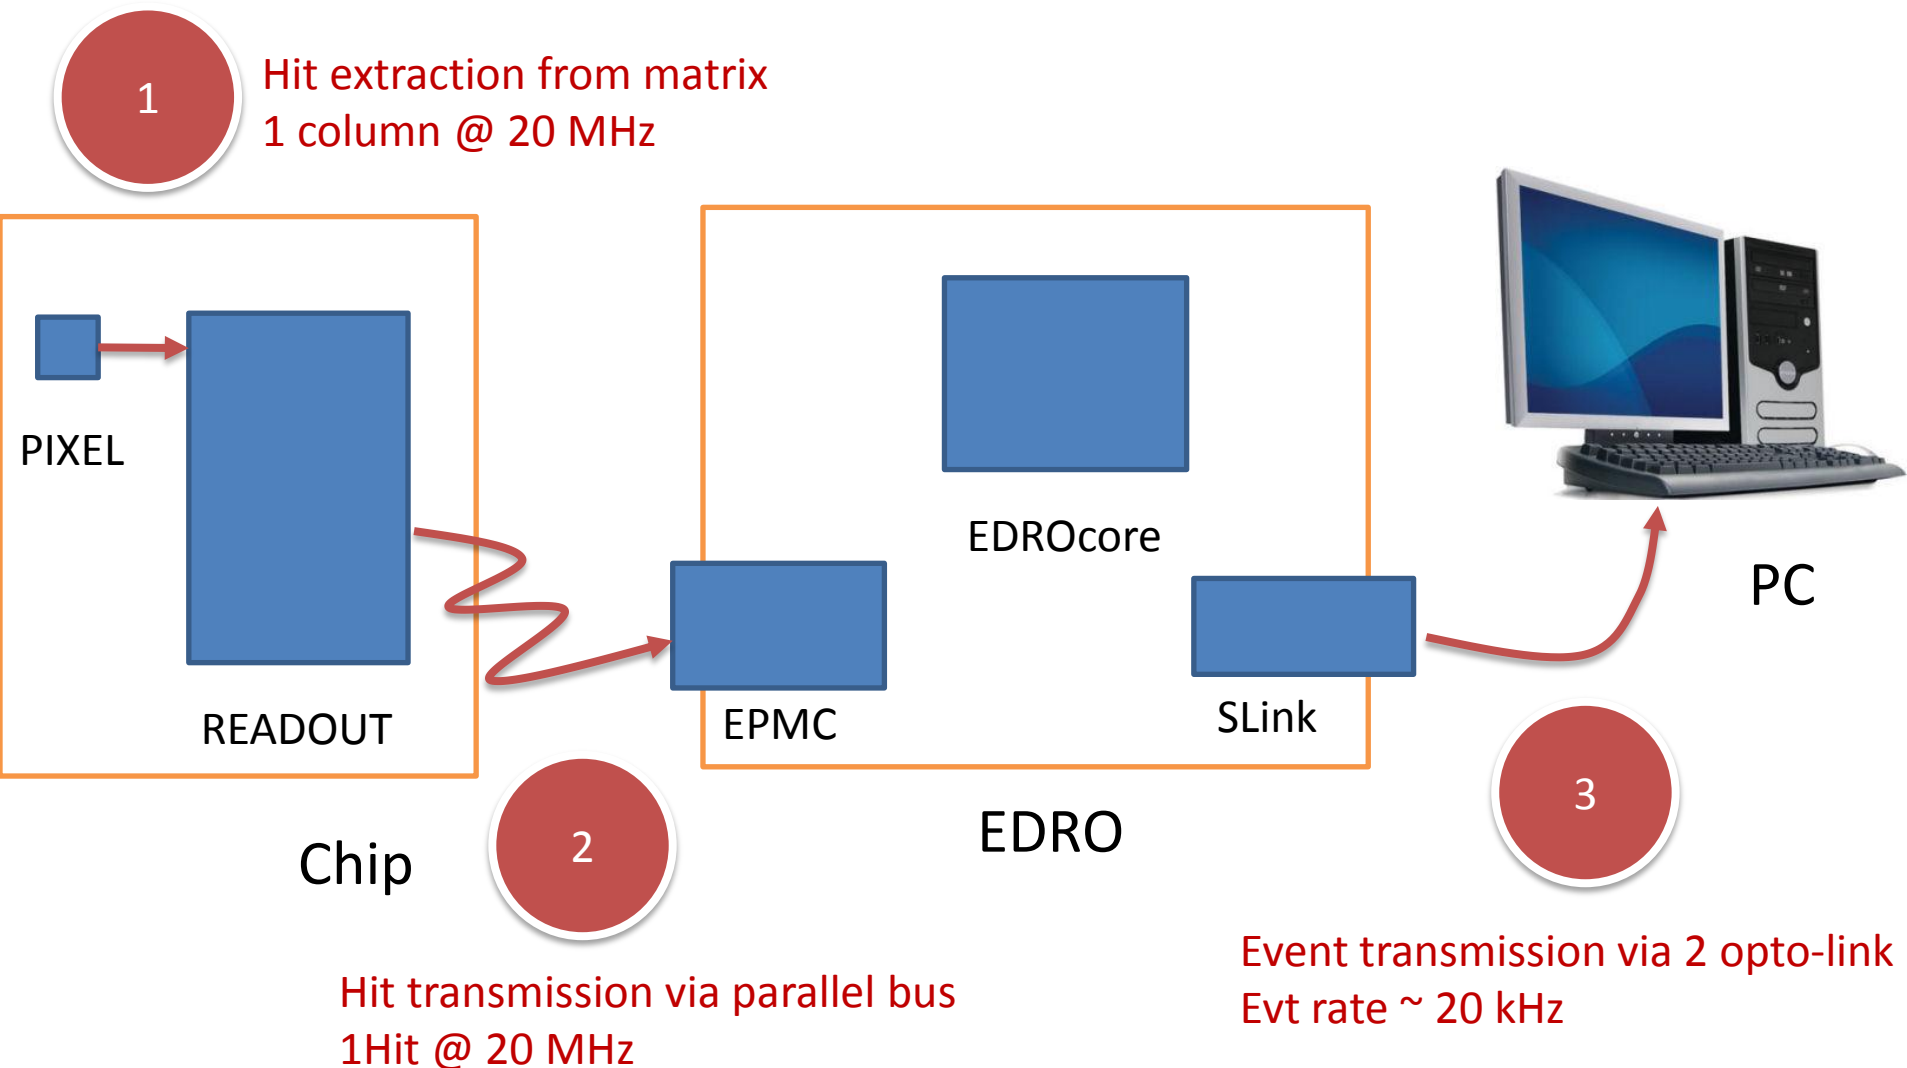 1
Hit extraction from matrix
1 column @ 20 MHz
PIXEL
READOUT
Chip
2
Hit transmission via parallel bus
1Hit @ 20 MHz
EDROcore
EPMC
SLink
EDRO
PC
3
Event transmission via 2 opto-link
Evt rate ~ 20 kHz